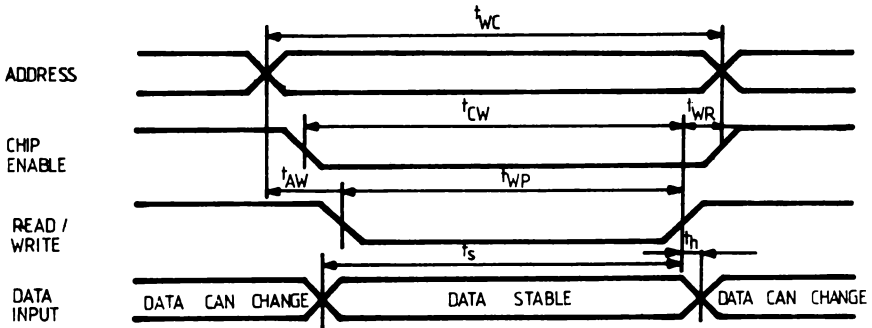 tWC
ADDRESS
tCW
tWR
CHIP
ENABLE
tAW
tWP
READ /
WRITE
ts
th
DATA
INPUT
DATA CAN CHANGE
DATA STABLE
DATA CAN CHANGE